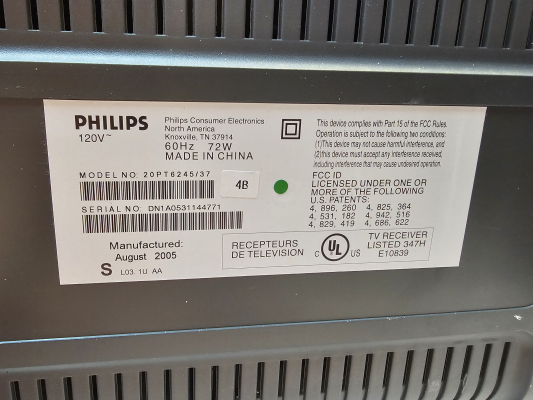 PHILIPS
120V~
Philips Consumer Electronics
North America
Knoxville, TN 37914
60Hz 72W
MADE IN CHINA
MODEL NO.: 20PT6245/37
4B
SERIAL NO.: DN1A0531144771
Manufactured:
August 2005
S L03. 1U AA
This device complies with Part 15 of the FCC Rules.
Operation is subject to the following two conditions:
(1)This device may not cause harmful interference, and
(2)this device must accept any interference received,
including interference that may cause undesired operation.
FCC ID
LICENSED UNDER ONE OR
MORE OF THE FOLLOWING
U.S. PATENTS:
4, 896, 260 4, 825, 364
4, 531, 182 4, 942, 516
4, 829, 419 4, 686, 622
RECEPTEURS
DE TELEVISION
C UL US
TV RECEIVER
LISTED 347H
E10839